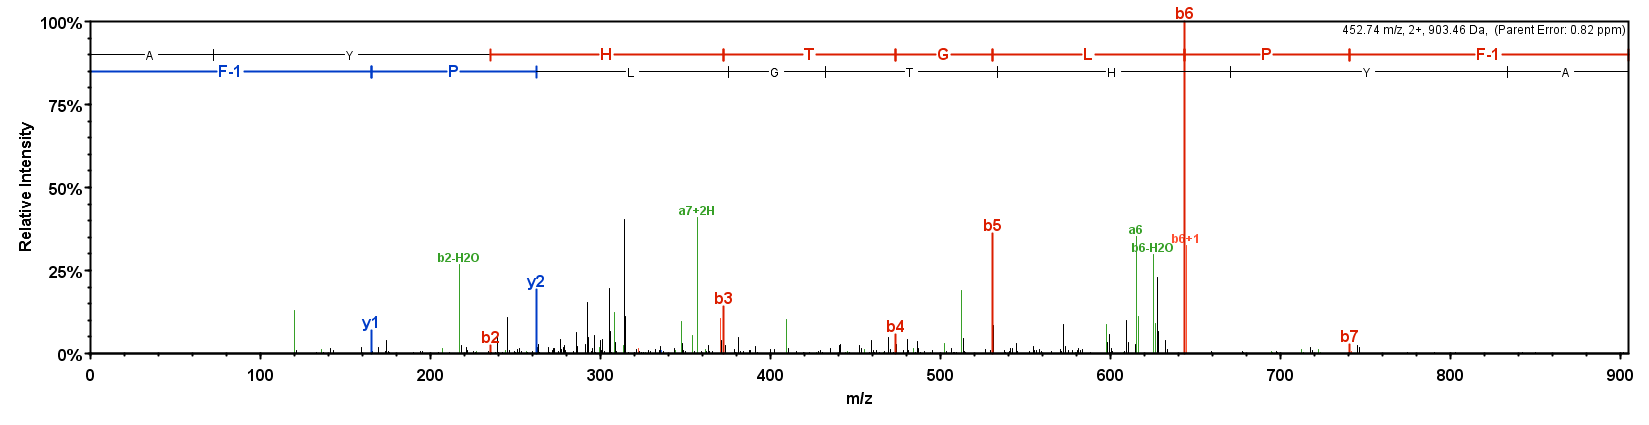 b6
100%
452.74 m/z, 2+, 903.46 Da, (Parent Error: 0.82 ppm)
A Y H T G L P F-1
F-1 P L G T H Y A
75%
50%
25%
0%
Relative Intensity
a7+2H
b5
a6
b6+1
b6-H2O
b2-H2O
y2
b3
y1
b4
b2
b7
0 100 200 300 400 500 600 700 800 900
m/z